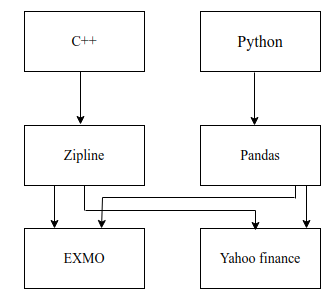 C++
Python
Zipline
Pandas
EXMO
Yahoo finance